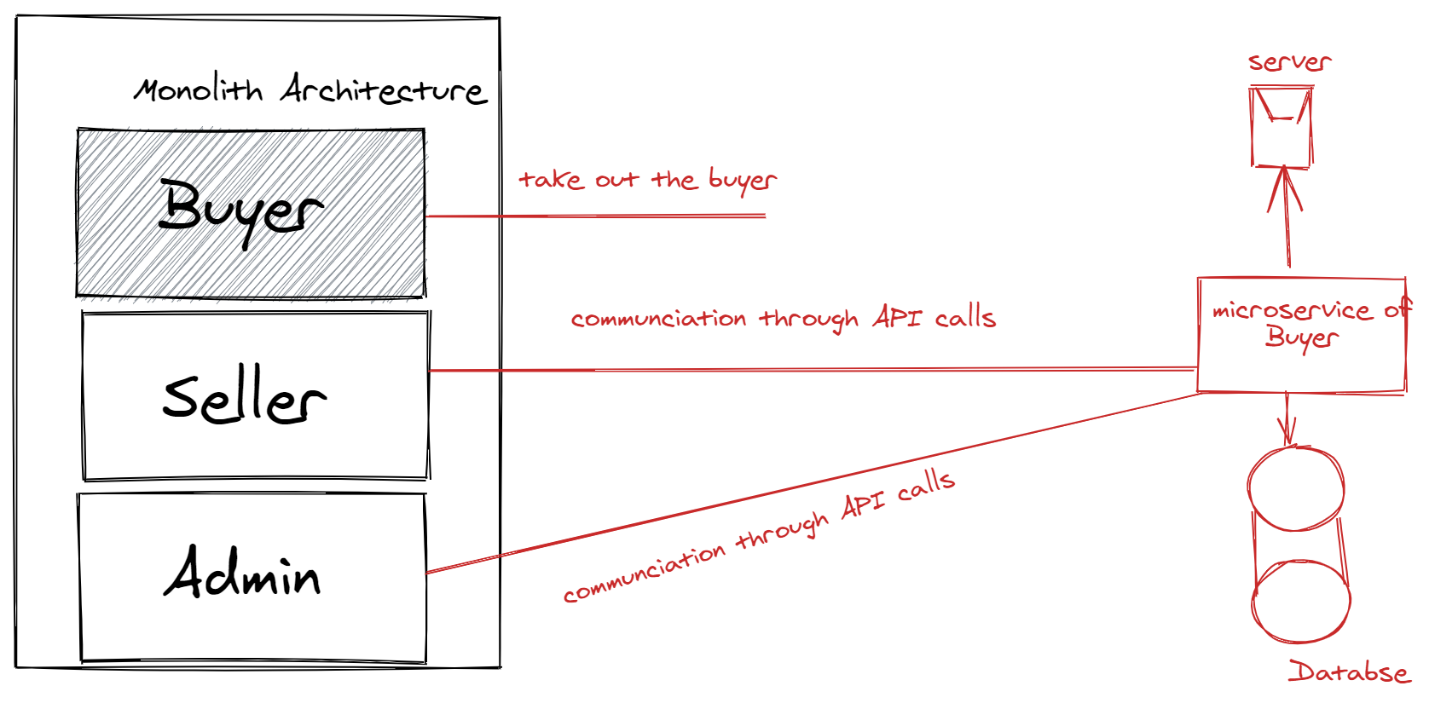 Monolith Architecture
Buyer
Seller
Admin
take out the buyer
communciation through API calls
communciation through API calls
server
microservice of
Buyer
Databse